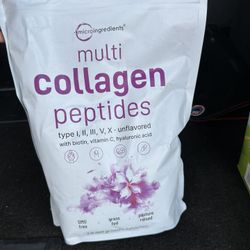 microingredients
multi
collagen
peptides
type I, II, III, V, X - unflavored
with biotin, vitamin C, hyaluronic acid
GMO grass pasture
free fed raised